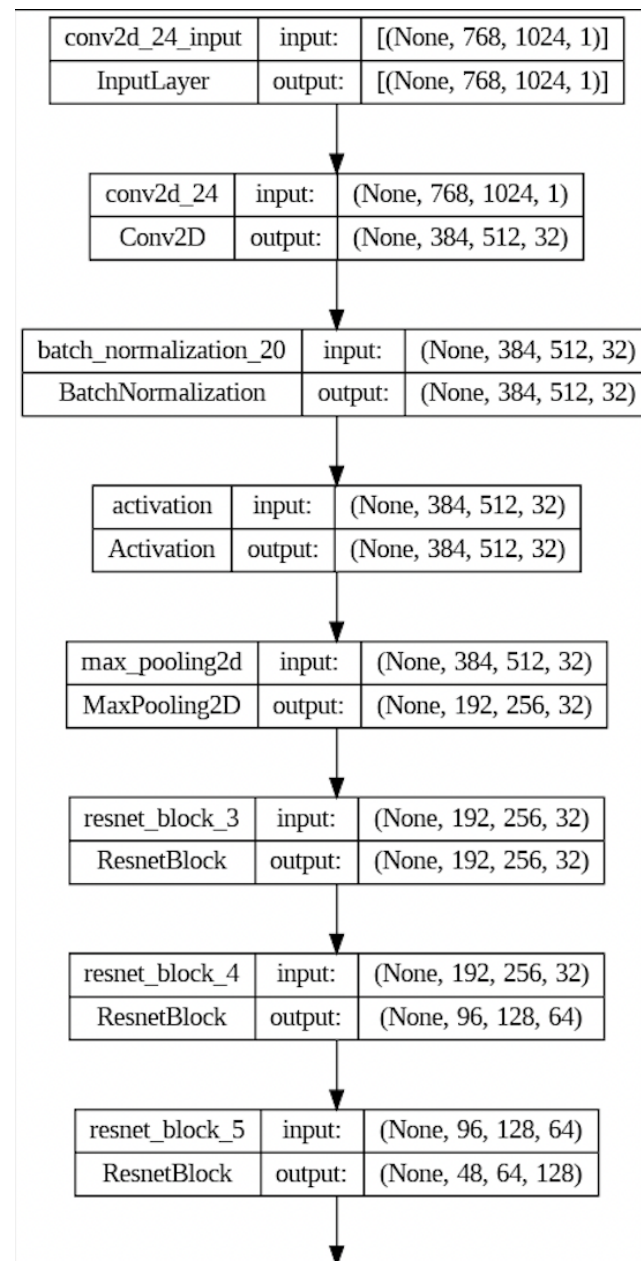 conv2d_24_input input: [(None, 768, 1024, 1)]
InputLayer output: [(None, 768, 1024, 1)]
conv2d_24 input: (None, 768, 1024, 1)
Conv2D output: (None, 384, 512, 32)
batch_normalization_20 input: (None, 384, 512, 32)
BatchNormalization output: (None, 384, 512, 32)
activation input: (None, 384, 512, 32)
Activation output: (None, 384, 512, 32)
max_pooling2d input: (None, 384, 512, 32)
MaxPooling2D output: (None, 192, 256, 32)
resnet_block_3 input: (None, 192, 256, 32)
ResnetBlock output: (None, 192, 256, 32)
resnet_block_4 input: (None, 192, 256, 32)
ResnetBlock output: (None, 96, 128, 64)
resnet_block_5 input: (None, 96, 128, 64)
ResnetBlock output: (None, 48, 64, 128)